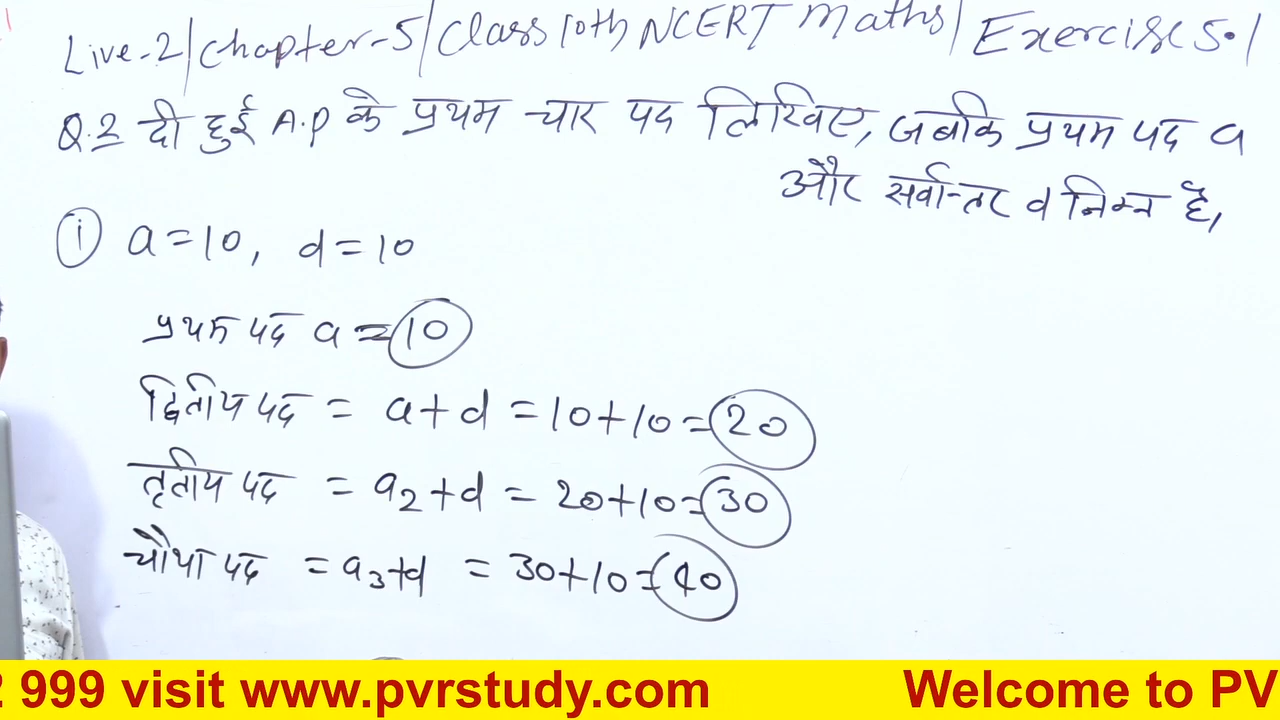 Live-2/Chapter-5/Class 10th NCERT Maths/Exercise 5.1
Q.2 दी हुई A.P के प्रथम चार पद लिखिए, जबकि प्रथम पद a
और सर्वान्तर d निम्न है,
(i) a=10, d=10
प्रथम पद a = 10
द्वितीय पद = a+d = 10+10= 20
तृतीय पद = a2+d = 20+10= 30
चौथा पद = a3+d = 30+10= 40
2 999 visit www.pvrstudy.com Welcome to PV